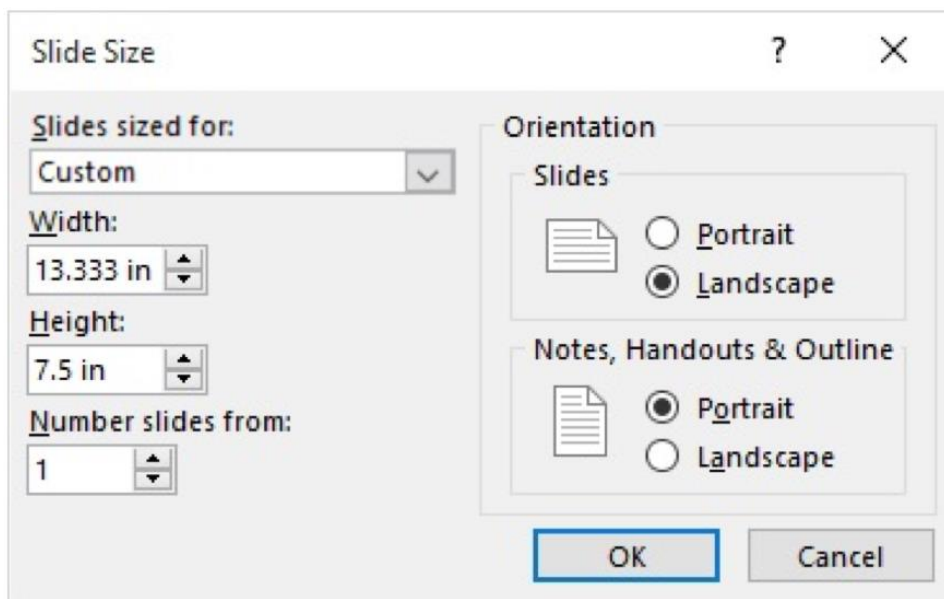 Slide Size
?
Slides sized for:
Custom
Width:
13.333 in
Height:
7.5 in
Number slides from:
1
Orientation
Slides
Portrait
Landscape
Notes, Handouts & Outline
Portrait
Landscape
OK
Cancel